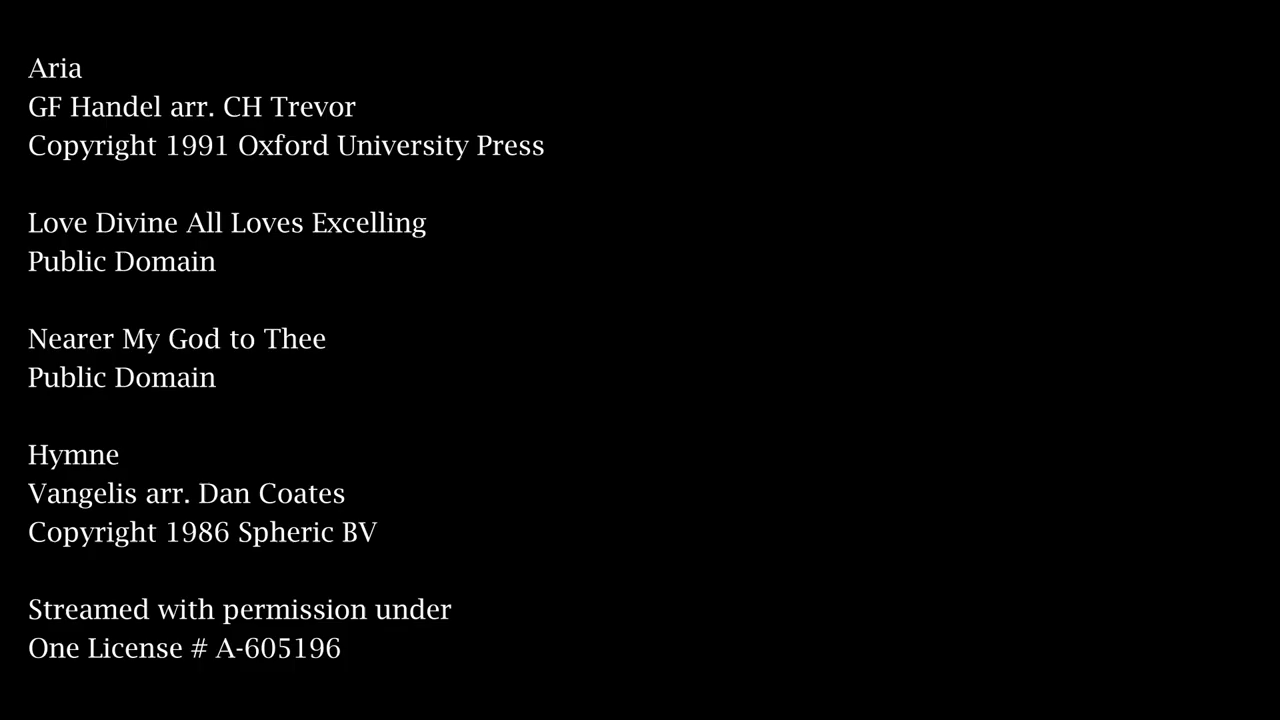 Aria
GF Handel arr. CH Trevor
Copyright 1991 Oxford University Press
Love Divine All Loves Excelling
Public Domain
Nearer My God to Thee
Public Domain
Hymne
Vangelis arr. Dan Coates
Copyright 1986 Spheric BV
Streamed with permission under
One License # A-605196